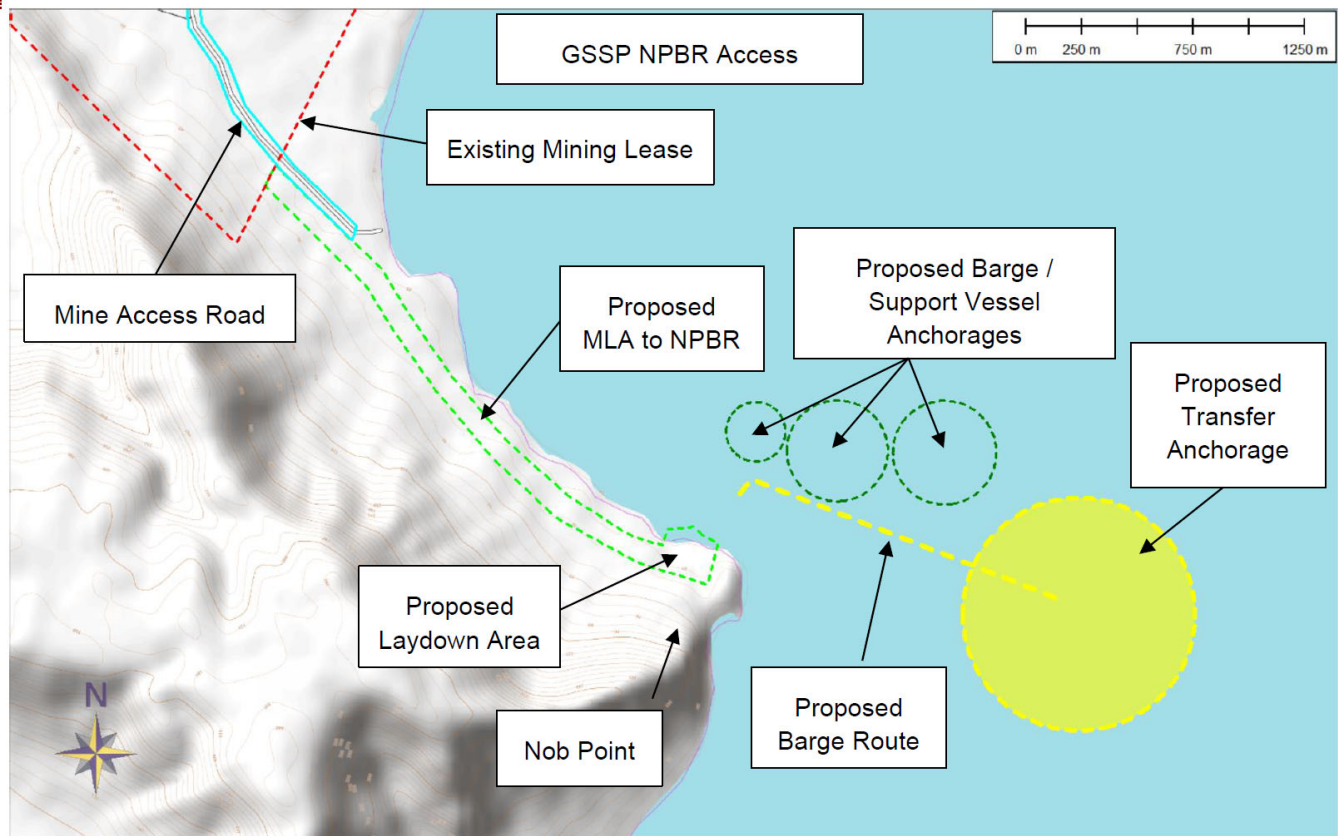 GSSP NPBR Access
0 m 250 m 750 m 1250 m
Existing Mining Lease
Mine Access Road
Proposed
MLA to NPBR
Proposed Barge /
Support Vessel
Anchorages
Proposed
Transfer
Anchorage
Proposed
Laydown Area
Nob Point
Proposed
Barge Route
N